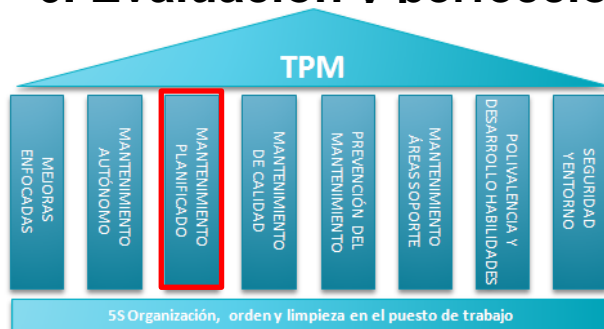 Evaluación y
TPM
MEJORAS
ENFOCADAS
MANTENIMIENTO
AUTÓNOMO
MANTENIMIENTO
PLANIFICADO
MANTENIMIENTO
DE CALIDAD
PREVENCIÓN DEL
MANTENIMIENTO
MANTENIMIENTO
ÁREAS SOPORTE
POLIVALENCIA Y
DESARROLLO HABILIDADES
SEGURIDAD
Y ENTORNO
5S Organización, orden y limpieza en el puesto de trabajo